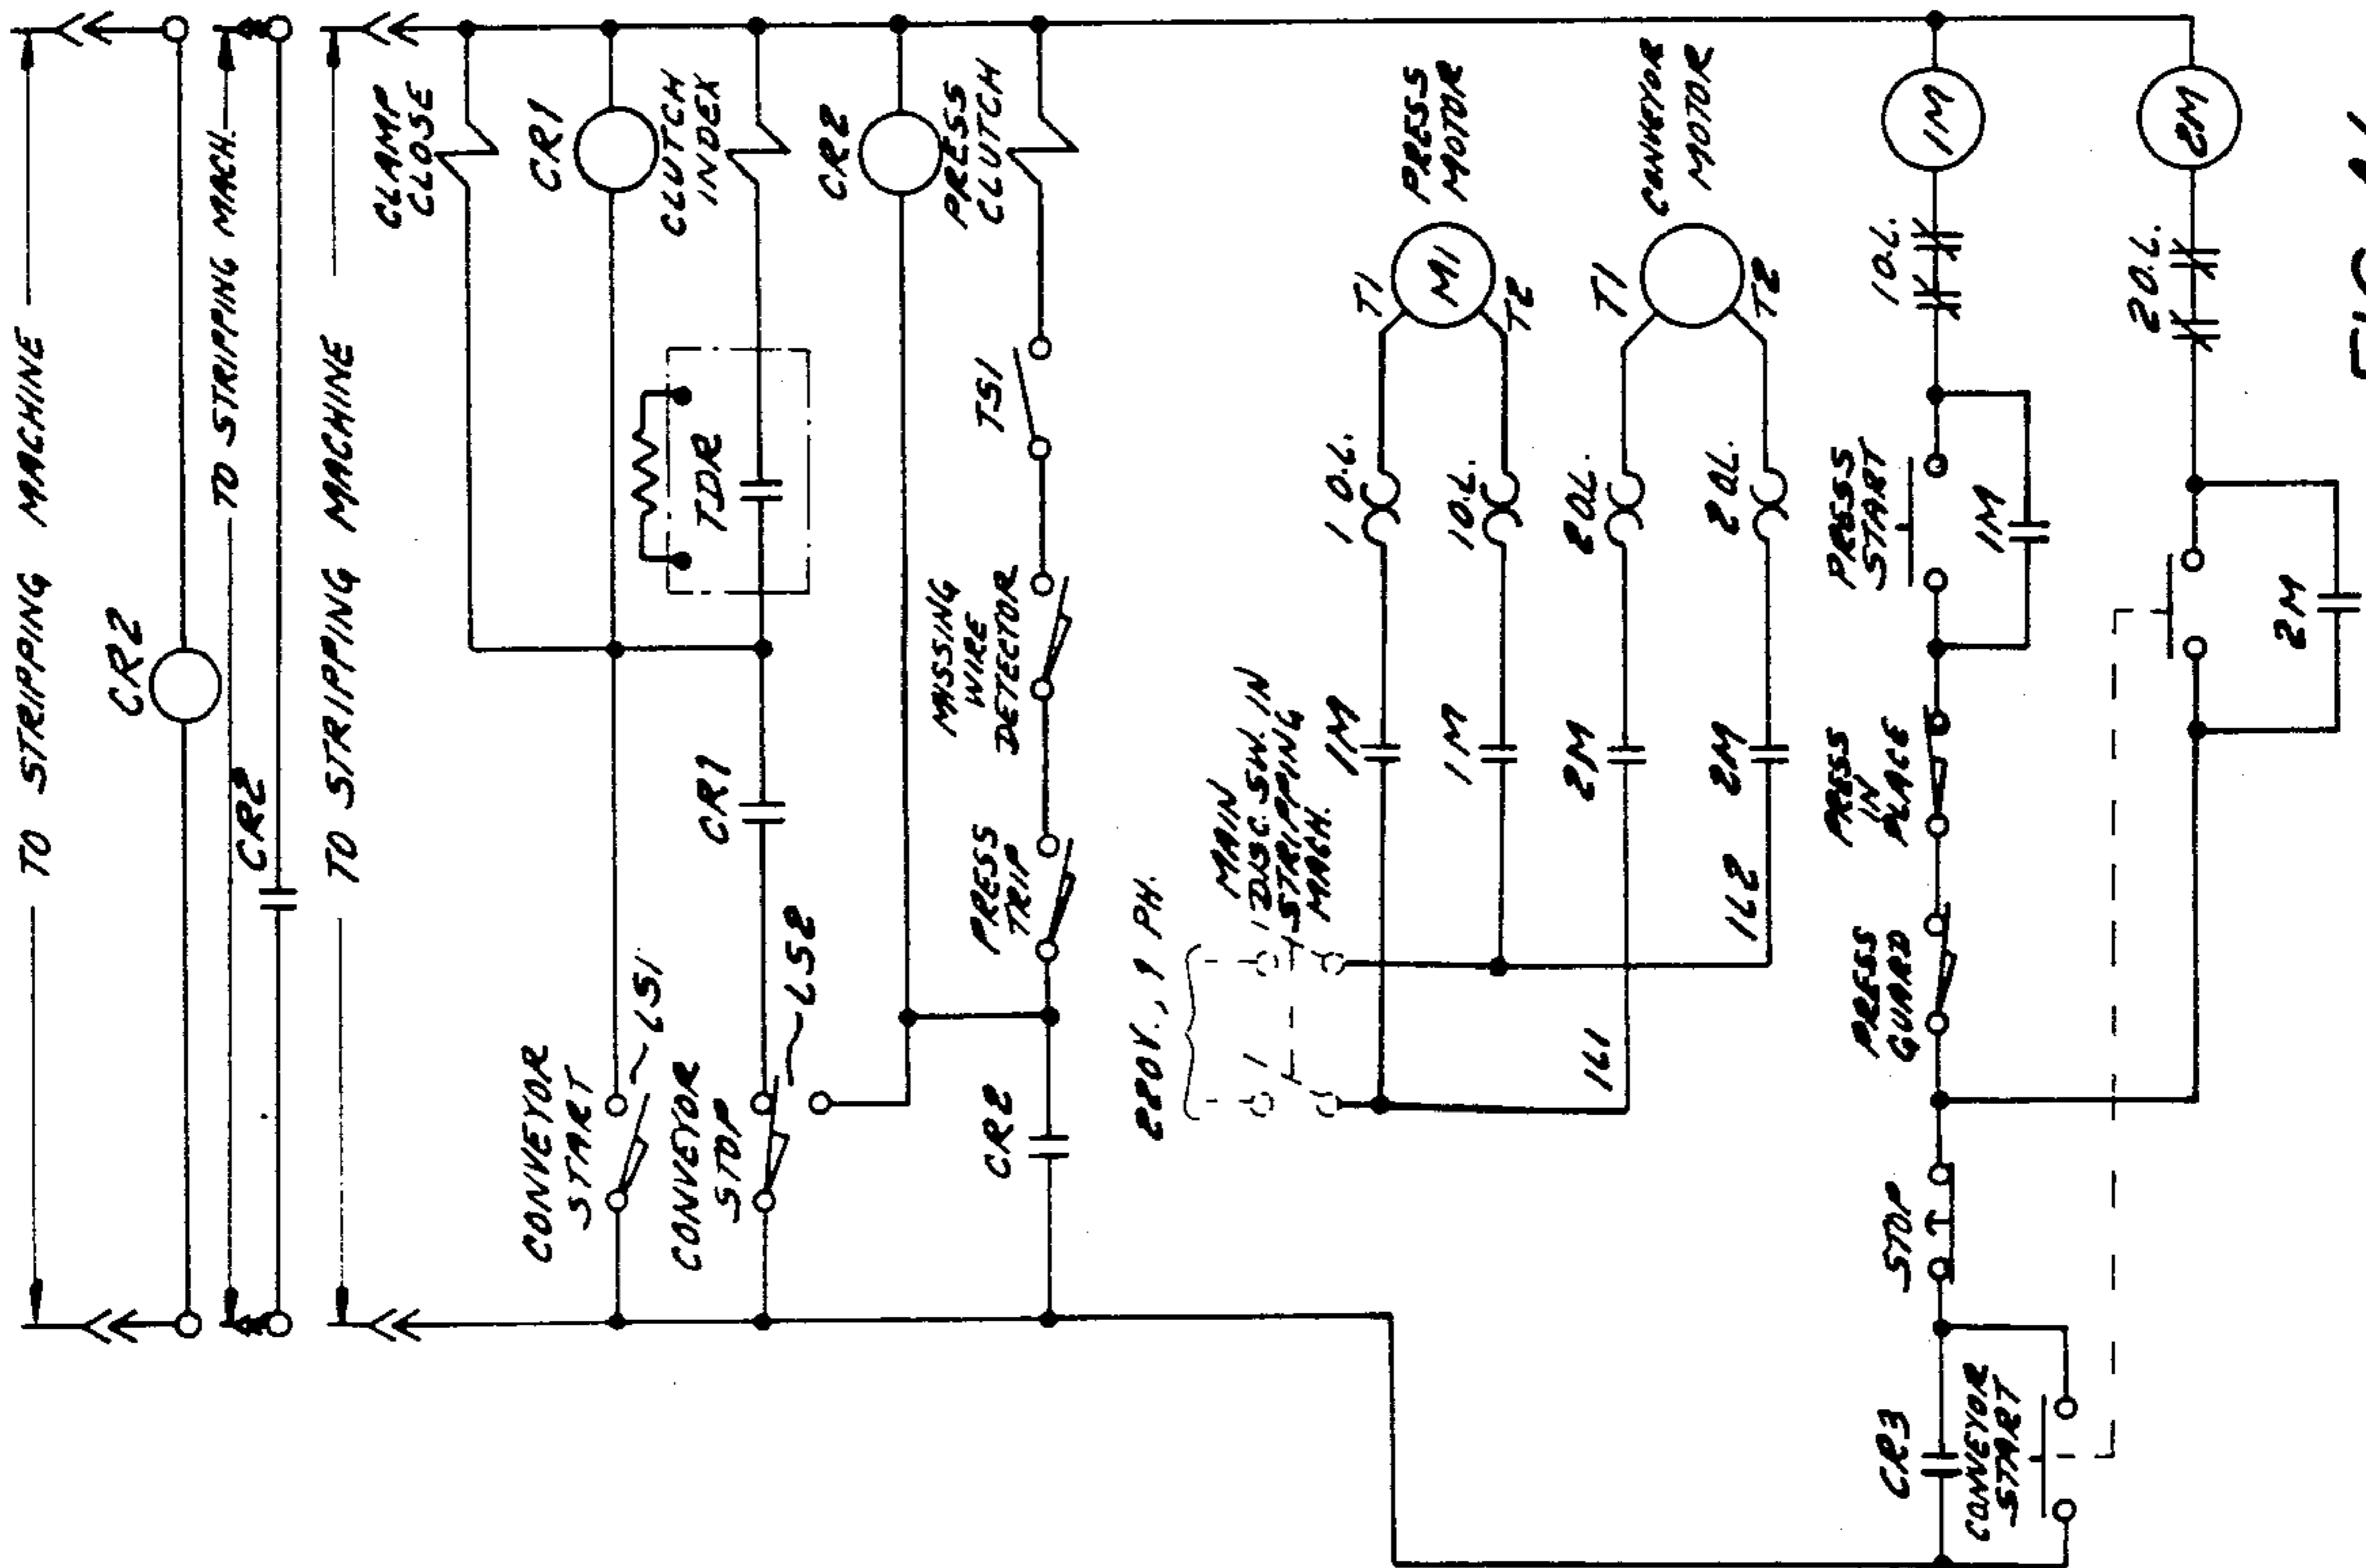 TO STRIPPING MACHINE
CR2
TO STRIPPING MACH.
CR2
TO STRIPPING MACHINE
CLAMP
CLOSE
CONVEYOR
START
LS1
CR1
CONVEYOR
STOP
LS2
CR1
TDR
CLUTCH
INDEX
CR2
CR2
PRESS
TRIP
MISSING
WIRE
DETECTOR
TS1
PRESS
CLUTCH
220V., 1 PH.
MAIN
DISC. SW. IN
STRIPPING
MACH.
1M
1 O.L.
T1
M1
PRESS
MOTOR
1M
1O.L.
T2
1L1
2M
2 OL.
T1
CONVEYOR
MOTOR
1L2
2M
2 OL.
T2
CR3
CONVEYOR
START
STOP
PRESS
GUARD
PRESS
IN
PLACE
PRESS
START
1M
1O.L.
1M
2M
2 O.L.
2M